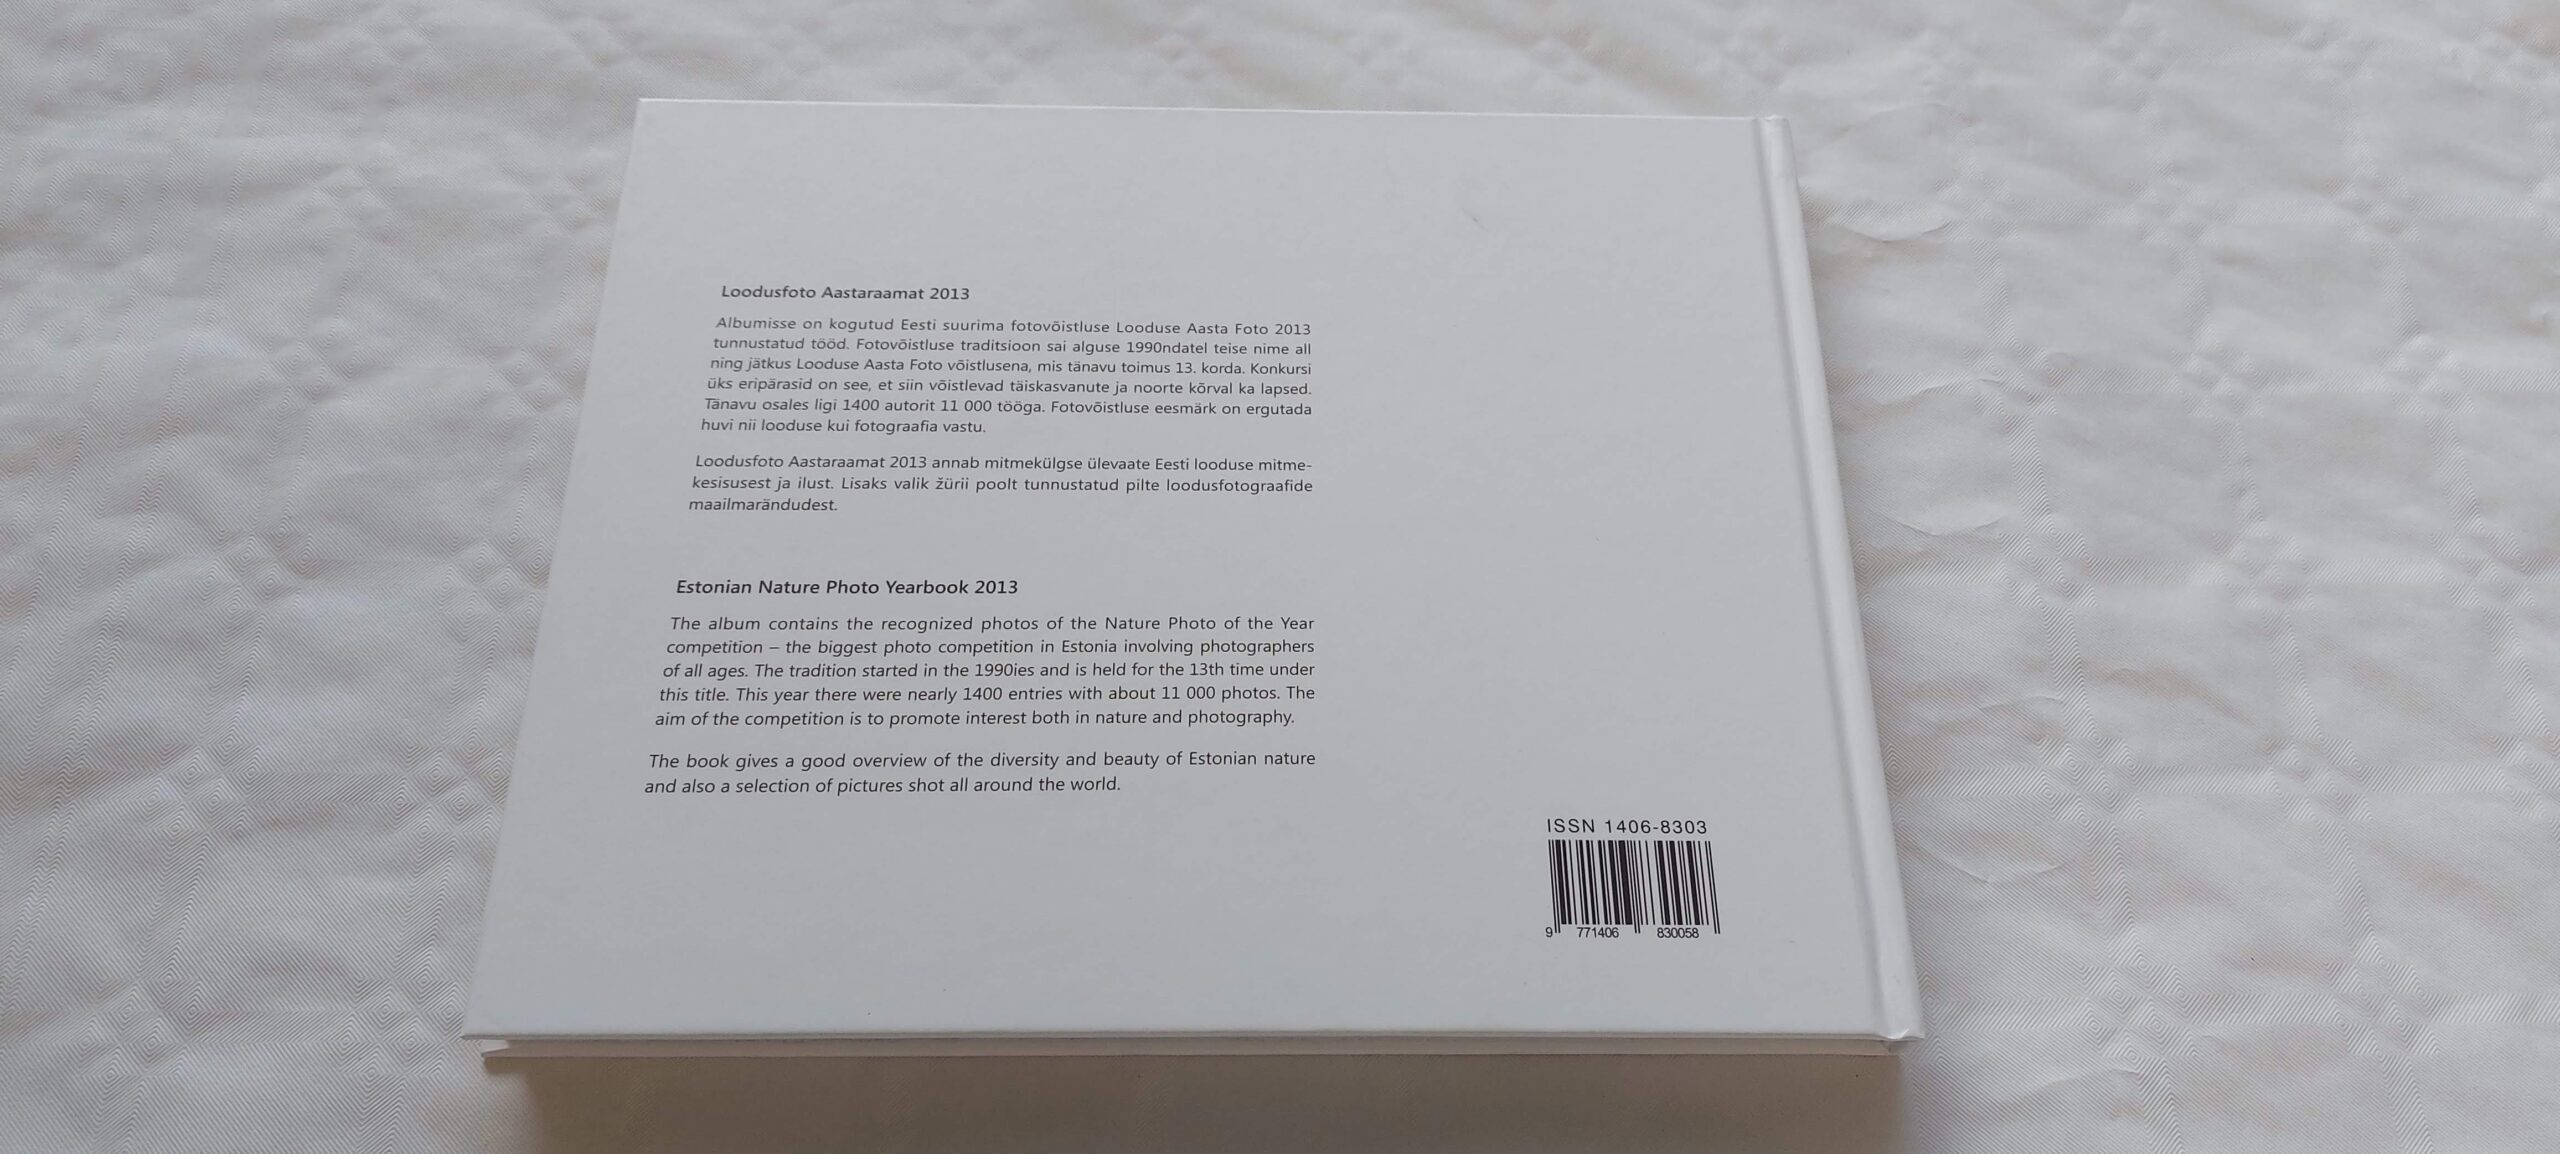 Loodusfoto Aastaraamat 2013
Albumisse on kogutud Eesti suurima fotovõistluse Looduse Aasta Foto 2013
tunnustatud tööd. Fotovõistluse traditsioon sai alguse 1990ndatel teise nime all
ning jätkus Looduse Aasta Foto võistlusena, mis tänavu toimus 13. korda. Konkursi
üks eripärasid on see, et siin võistlevad täiskasvanute ja noorte kõrval ka lapsed.
Tänavu osales ligi 1400 autorit 11 000 tööga. Fotovõistluse eesmärk on ergutada
huvi nii looduse kui fotograafia vastu.
Loodusfoto Aastaraamat 2013 annab mitmekülgse ülevaate Eesti looduse mitme-
kesisusest ja ilust. Lisaks valik žürii poolt tunnustatud pilte loodusfotograafide
maailmarändudest.
Estonian Nature Photo Yearbook 2013
The album contains the recognized photos of the Nature Photo of the Year
competition – the biggest photo competition in Estonia involving photographers
of all ages. The tradition started in the 1990ies and is held for the 13th time under
this title. This year there were nearly 1400 entries with about 11 000 photos. The
aim of the competition is to promote interest both in nature and photography.
The book gives a good overview of the diversity and beauty of Estonian nature
and also a selection of pictures shot all around the world.
ISSN 1406-8303
9 771406 830058